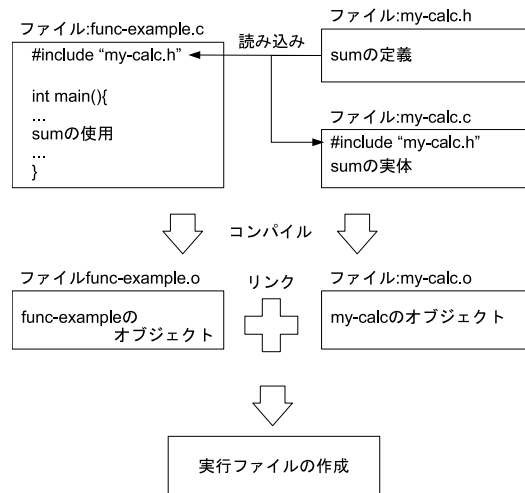 ファイル:func-example.c
#include “my-calc.h”
int main(){
...
sumの使用
...
}
読み込み
ファイル:my-calc.h
sumの定義
ファイル:my-calc.c
#include “my-calc.h”
sumの実体
コンパイル
ファイルfunc-example.o
func-exampleの
オブジェクト
リンク
ファイル:my-calc.o
my-calcのオブジェクト
実行ファイルの作成